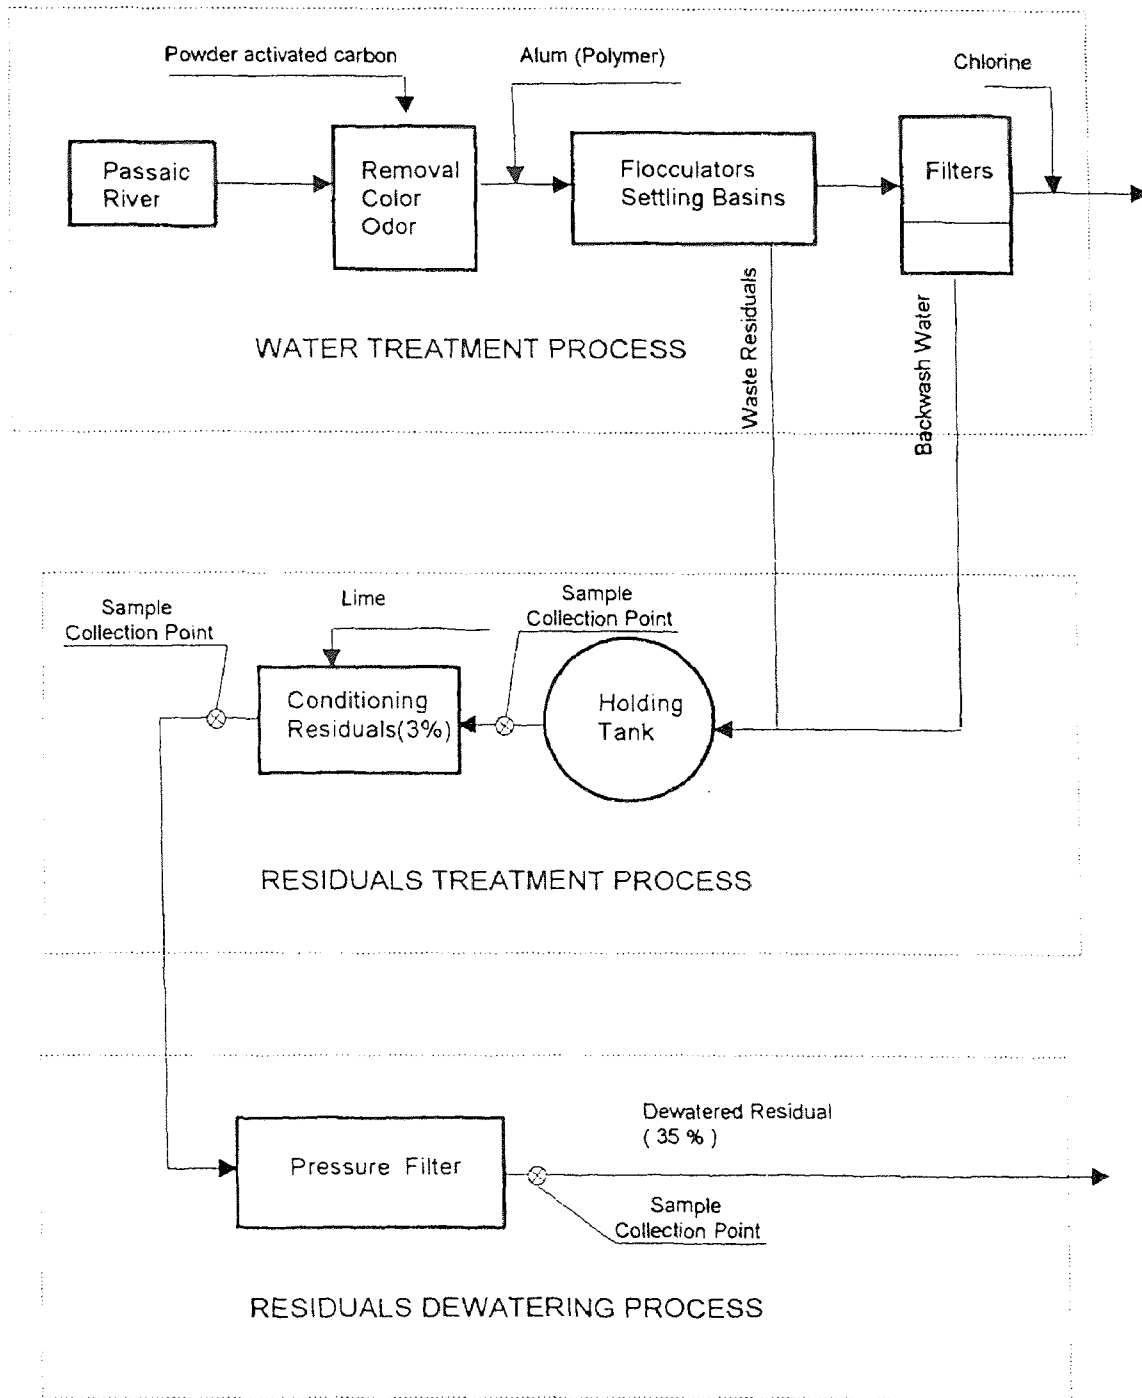 Powder activated carbon
Alum (Polymer)
Chlorine
Passaic
River
Removal
Color
Odor
Flocculators
Settling Basins
Filters
WATER TREATMENT PROCESS
Waste Residuals
Backwash Water
Sample
Collection Point
Lime
Sample
Collection Point
Conditioning
Residuals(3%)
Holding
Tank
RESIDUALS TREATMENT PROCESS
Pressure Filter
Dewatered Residual
( 35 % )
Sample
Collection Point
RESIDUALS DEWATERING PROCESS